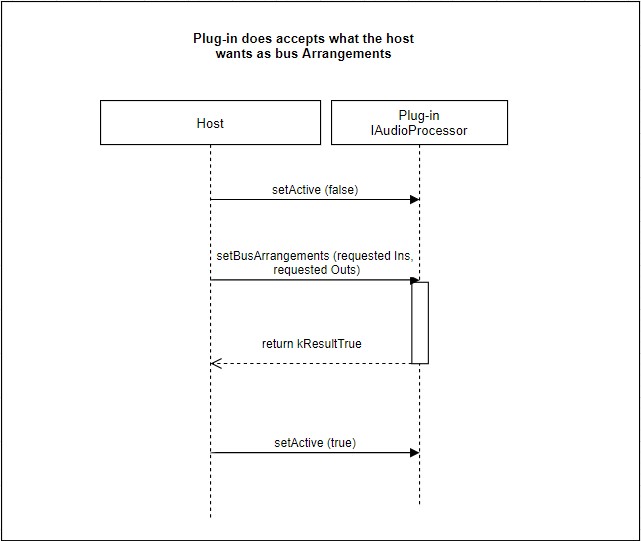 Plug-in does accepts what the host
wants as bus Arrangements
Host
Plug-in
IAudioProcessor
setActive (false)
setBusArrangements (requested Ins,
requested Outs)
return kResultTrue
setActive (true)